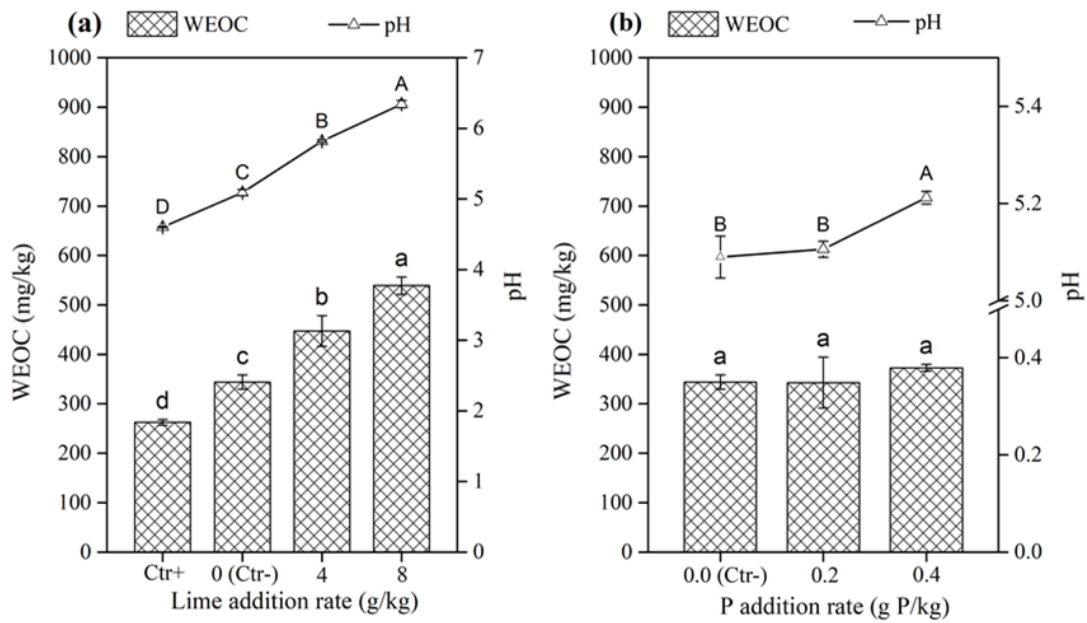 (a) WEOC pH
1000
900
800
700
600
500
400
300
200
100
0
WEOC (mg/kg)
7
6
5
4
3
2
1
0
pH
D C B A
d c b a
Ctr+ 0 (Ctr-) 4 8
Lime addition rate (g/kg)
(b) WEOC pH
1000
900
800
700
600
500
400
300
200
100
0
WEOC (mg/kg)
5.4
5.2
5.0
0.4
0.2
0.0
pH
B B A
a a a
0.0 (Ctr-) 0.2 0.4
P addition rate (g P/kg)